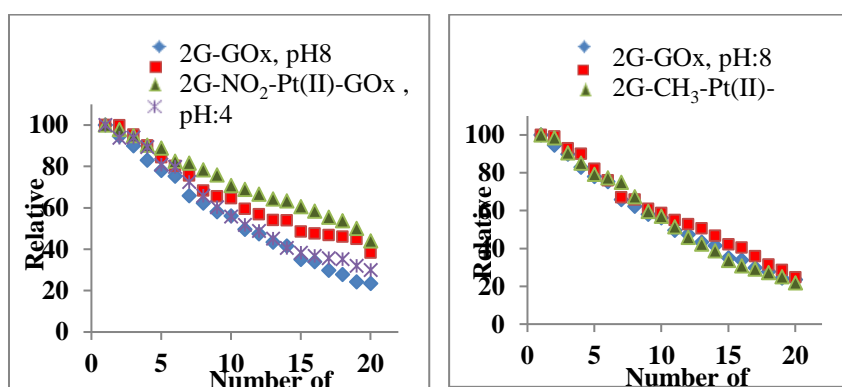 2G-GOx, pH8
2G-NO₂-Pt(II)-GOx ,
pH:4
100
80
60
40
20
0
Relative
0 5 10 15 20
Number of
2G-GOx, pH:8
2G-CH₃-Pt(II)-
100
80
60
40
20
0
Relative
0 5 10 15 20
Number of